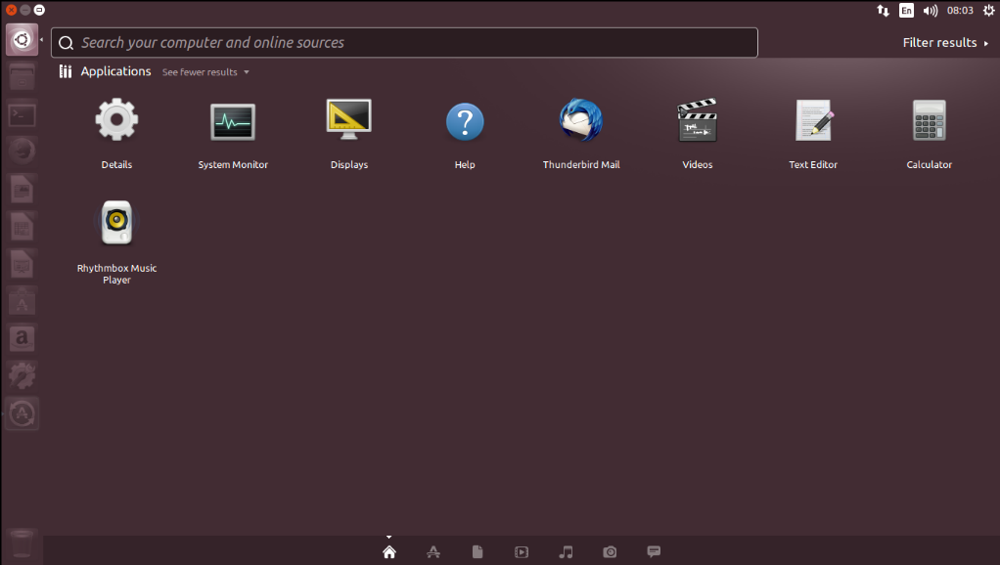 En
08:03
Search your computer and online sources
Filter results
Applications
See fewer results
Details
System Monitor
Displays
Help
Thunderbird Mail
Videos
Text Editor
Calculator
Rhythmbox Music
Player